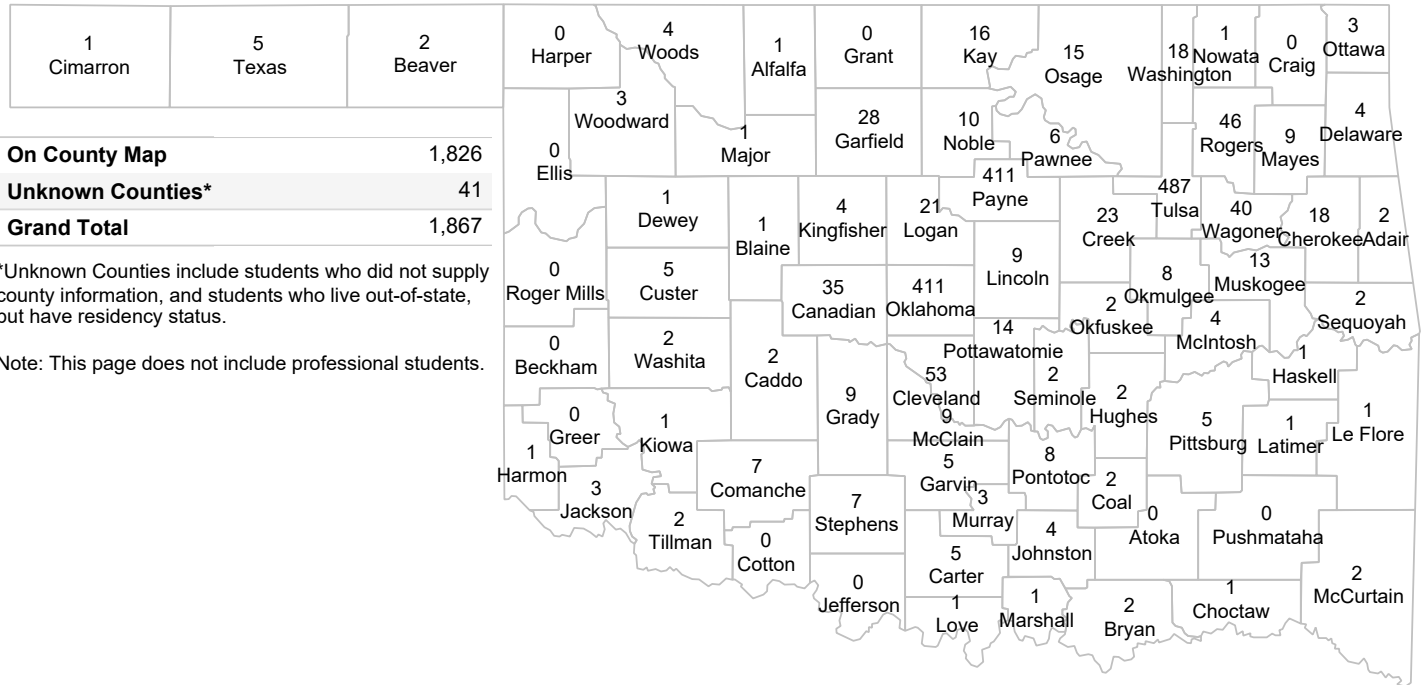 1
Cimarron
5
Texas
2
Beaver
0
Harper
4
Woods
1
Alfalfa
0
Grant
16
Kay
15
Osage
18
Washington
1
Nowata
0
Craig
3
Ottawa
3
Woodward
1
Major
28
Garfield
10
Noble
6
Pawnee
46
Rogers
9
Mayes
4
Delaware
0
Ellis
On County Map 1,826
Unknown Counties* 41
Grand Total 1,867
*Unknown Counties include students who did not supply
county information, and students who live out-of-state,
but have residency status.
Note: This page does not include professional students.
1
Dewey
1
Blaine
4
Kingfisher
21
Logan
411
Payne
23
Creek
487
Tulsa
40
Wagoner
18
Cherokee
2
Adair
0
Roger Mills
5
Custer
35
Canadian
411
Oklahoma
9
Lincoln
2
Okfuskee
8
Okmulgee
13
Muskogee
4
McIntosh
2
Sequoyah
0
Beckham
2
Washita
2
Caddo
9
Grady
53
Cleveland
14
Pottawatomie
2
Seminole
2
Hughes
1
Haskell
9
McClain
5
Pittsburg
1
Latimer
1
Le Flore
1
Harmon
0
Greer
1
Kiowa
3
Jackson
7
Comanche
7
Stephens
5
Garvin
3
Murray
8
Pontotoc
2
Coal
2
Tillman
0
Cotton
0
Jefferson
5
Carter
4
Johnston
0
Atoka
0
Pushmataha
1
Love
1
Marshall
2
Bryan
1
Choctaw
2
McCurtain